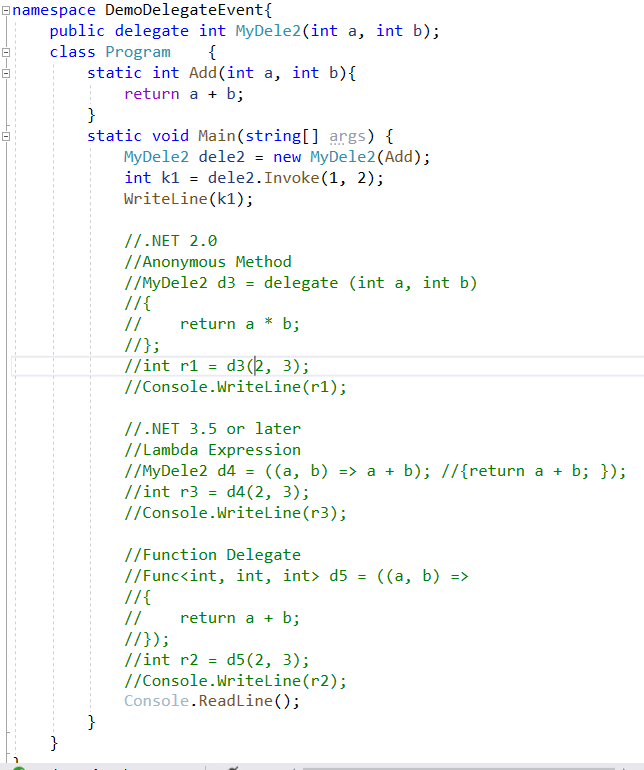 namespace DemoDelegateEvent{
    public delegate int MyDele2(int a, int b);
    class Program    {
        static int Add(int a, int b){
            return a + b;
        }
        static void Main(string[] args) {
            MyDele2 dele2 = new MyDele2(Add);
            int k1 = dele2.Invoke(1, 2);
            WriteLine(k1);

            //.NET 2.0
            //Anonymous Method
            //MyDele2 d3 = delegate (int a, int b)
            //{
            //    return a * b;
            //};
            //int r1 = d3(2, 3);
            //Console.WriteLine(r1);

            //.NET 3.5 or later
            //Lambda Expression
            //MyDele2 d4 = ((a, b) => a + b); //{return a + b; });
            //int r3 = d4(2, 3);
            //Console.WriteLine(r3);

            //Function Delegate
            //Func<int, int, int> d5 = ((a, b) =>
            //{
            //    return a + b;
            //});
            //int r2 = d5(2, 3);
            //Console.WriteLine(r2);
            Console.ReadLine();
        }
    }
}